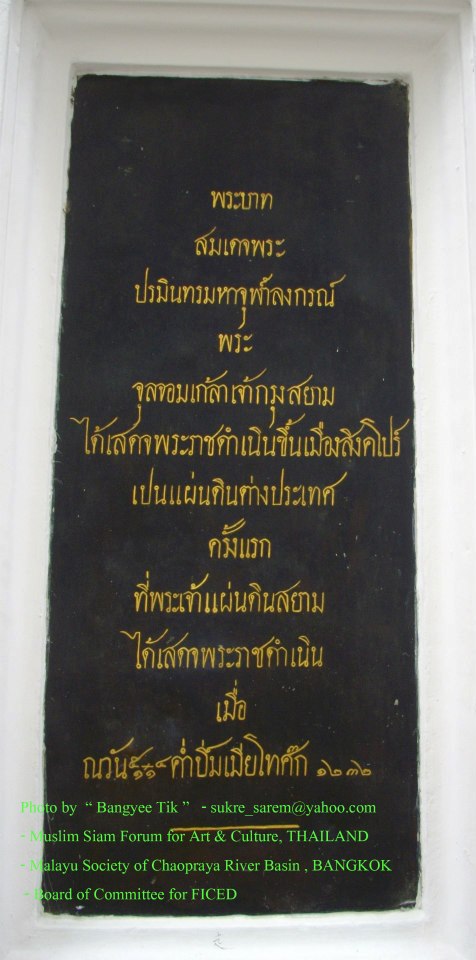 พระบาท
สมเดจพระ
ปรมินทรมหาจุฬาลงกรณ์
พระ
จุลจอมเกล้าเจ้ากรุงสยาม
ได้เสดจพระราชดำเนินขึ้นเมืองสิงคโปร์
เปนแผ่นดินต่างประเทศ
ครั้งแรก
ที่พระเจ้าแผ่นดินสยาม
ได้เสดจพระราชดำเนิน
เมื่อ
ณวัน ค่ำปีมเมียโทศ๊ก ๑๒๓๒
Photo by “ Bangyee Tik ” - sukre_sarem@yahoo.com
- Muslim Siam Forum for Art & Culture, THAILAND
- Malayu Society of Chaopraya River Basin , BANGKOK
- Board of Committee for FICED